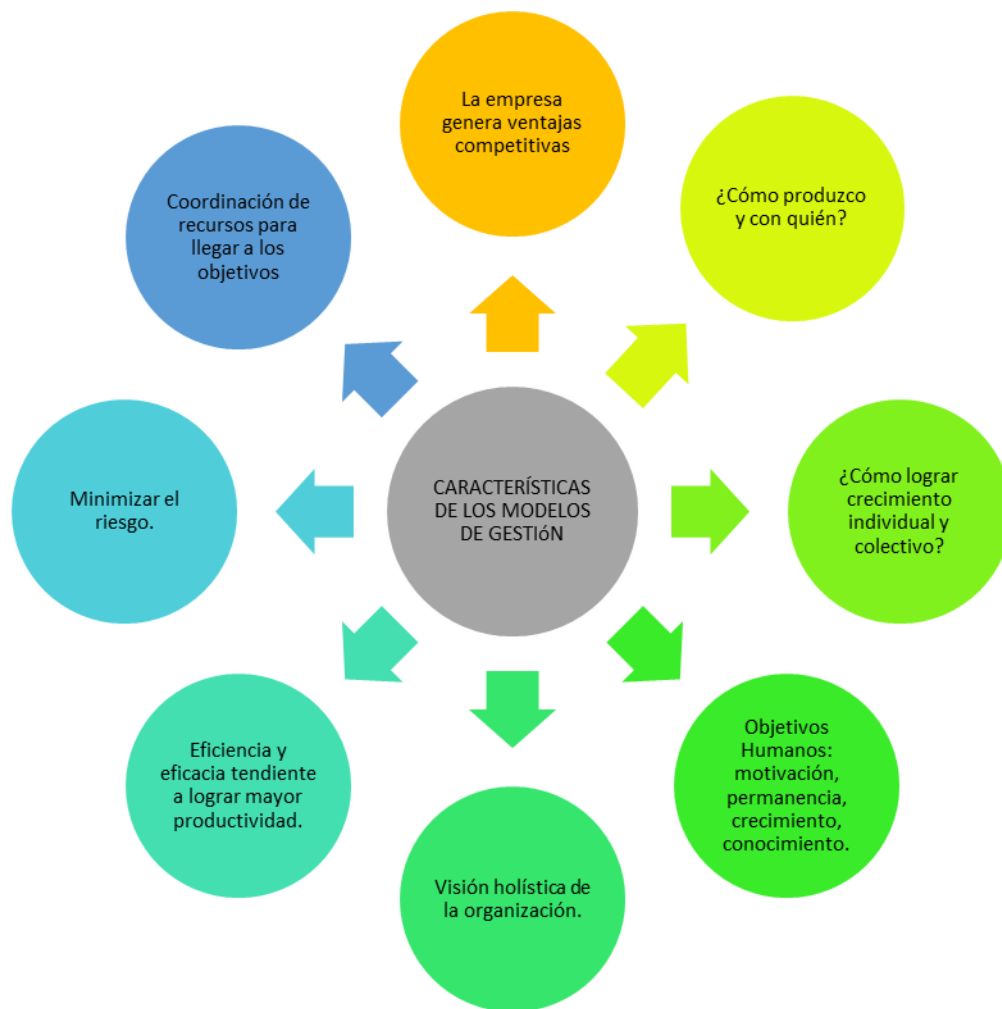 La empresa
genera ventajas
competitivas
¿Cómo produzco
y con quién?
¿Cómo lograr
crecimiento
individual y
colectivo?
Objetivos
Humanos:
motivación,
permanencia,
crecimiento,
conocimiento.
Visión holística de
la organización.
Eficiencia y
eficacia tendiente
a lograr mayor
productividad.
Minimizar el
riesgo.
Coordinación de
recursos para
llegar a los
objetivos
CARACTERÍSTÍCAS
DE LOS MODELOS
DE GESTIóN